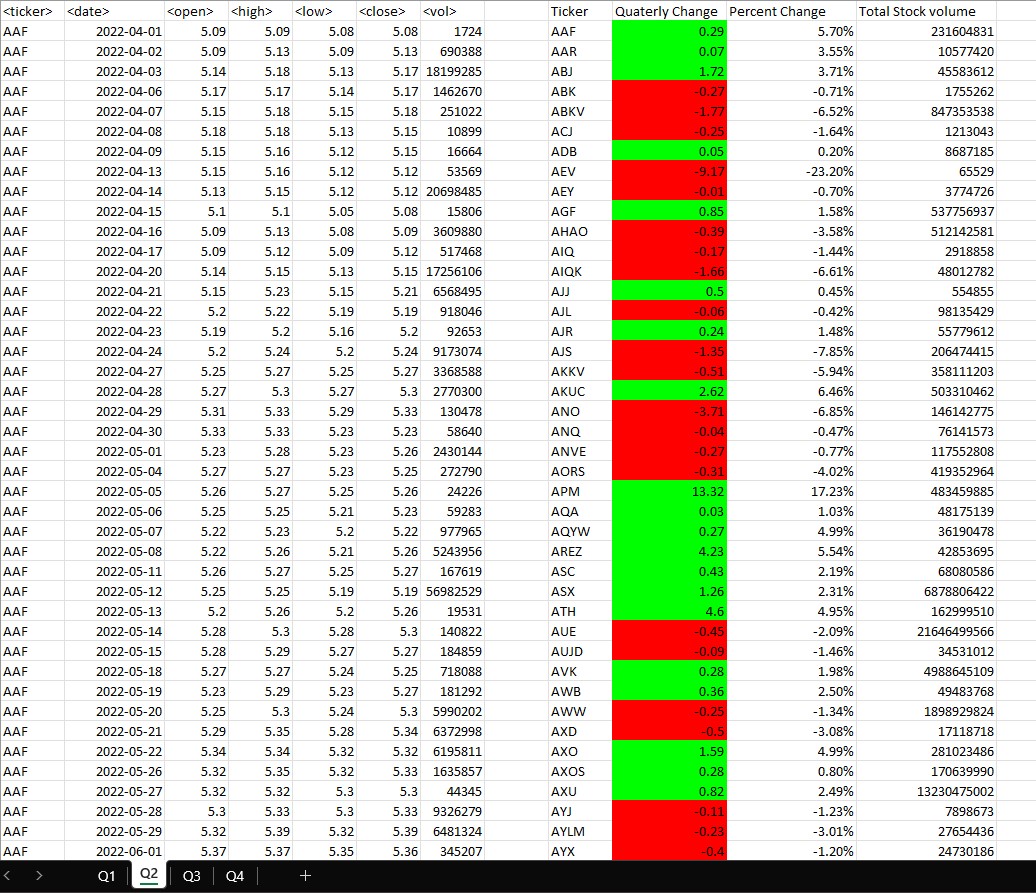 <ticker> <date> <open> <high> <low> <close> <vol> Ticker Quaterly Change Percent Change Total Stock volume
AAF 2022-04-01 5.09 5.09 5.08 5.08 1724 AAF 0.29 5.70% 231604831
AAF 2022-04-02 5.09 5.13 5.09 5.13 690388 AAR 0.07 3.55% 10577420
AAF 2022-04-03 5.14 5.18 5.13 5.17 18199285 ABJ 1.72 3.71% 45583612
AAF 2022-04-06 5.17 5.17 5.14 5.17 1462670 ABK -0.27 -0.71% 1755262
AAF 2022-04-07 5.15 5.18 5.15 5.18 251022 ABKV -1.77 -6.52% 847353538
AAF 2022-04-08 5.18 5.18 5.13 5.15 10899 ACJ -0.25 -1.64% 1213043
AAF 2022-04-09 5.15 5.16 5.12 5.15 16664 ADB 0.05 0.20% 8687185
AAF 2022-04-13 5.15 5.16 5.12 5.12 53569 AEV -9.17 -23.20% 65529
AAF 2022-04-14 5.13 5.15 5.12 5.12 20698485 AEY -0.01 -0.70% 3774726
AAF 2022-04-15 5.1 5.1 5.05 5.08 15806 AGF 0.85 1.58% 537756937
AAF 2022-04-16 5.09 5.13 5.08 5.09 3609880 AHAO -0.39 -3.58% 512142581
AAF 2022-04-17 5.09 5.12 5.09 5.12 517468 AIQ -0.17 -1.44% 2918858
AAF 2022-04-20 5.14 5.15 5.13 5.15 17256106 AIQK -1.66 -6.61% 48012782
AAF 2022-04-21 5.15 5.23 5.15 5.21 6568495 AJJ 0.5 0.45% 554855
AAF 2022-04-22 5.2 5.22 5.19 5.19 918046 AJL -0.06 -0.42% 98135429
AAF 2022-04-23 5.19 5.2 5.16 5.2 92653 AJR 0.24 1.48% 55779612
AAF 2022-04-24 5.2 5.24 5.2 5.24 9173074 AJS -1.35 -7.85% 206474415
AAF 2022-04-27 5.25 5.27 5.25 5.27 3368588 AKKV -0.51 -5.94% 358111203
AAF 2022-04-28 5.27 5.3 5.27 5.3 2770300 AKUC 2.62 6.46% 503310462
AAF 2022-04-29 5.31 5.33 5.29 5.33 130478 ANO -3.71 -6.85% 146142775
AAF 2022-04-30 5.33 5.33 5.23 5.23 58640 ANQ -0.04 -0.47% 76141573
AAF 2022-05-01 5.23 5.28 5.23 5.26 2430144 ANVE -0.27 -0.77% 117552808
AAF 2022-05-04 5.27 5.27 5.23 5.25 272790 AORS -0.31 -4.02% 419352964
AAF 2022-05-05 5.26 5.27 5.25 5.26 24226 APM 13.32 17.23% 483459885
AAF 2022-05-06 5.25 5.25 5.21 5.23 59283 AQA 0.03 1.03% 48175139
AAF 2022-05-07 5.22 5.23 5.2 5.22 977965 AQYW 0.27 4.99% 36190478
AAF 2022-05-08 5.22 5.26 5.21 5.26 5243956 AREZ 4.23 5.54% 42853695
AAF 2022-05-11 5.26 5.27 5.25 5.27 167619 ASC 0.43 2.19% 68080586
AAF 2022-05-12 5.25 5.25 5.19 5.19 56982529 ASX 1.26 2.31% 6878806422
AAF 2022-05-13 5.2 5.26 5.2 5.26 19531 ATH 4.6 4.95% 162999510
AAF 2022-05-14 5.28 5.3 5.28 5.3 140822 AUE -0.45 -2.09% 21646499566
AAF 2022-05-15 5.28 5.29 5.27 5.27 184859 AUJD -0.09 -1.46% 34531012
AAF 2022-05-18 5.27 5.27 5.24 5.25 718088 AVK 0.28 1.98% 4988645109
AAF 2022-05-19 5.23 5.29 5.23 5.27 181292 AWB 0.36 2.50% 49483768
AAF 2022-05-20 5.25 5.3 5.24 5.3 5990202 AWW -0.25 -1.34% 1898929824
AAF 2022-05-21 5.29 5.35 5.28 5.34 6372998 AXD -0.5 -3.08% 17118718
AAF 2022-05-22 5.34 5.34 5.32 5.32 6195811 AXO 1.59 4.99% 281023486
AAF 2022-05-26 5.32 5.35 5.32 5.33 1635857 AXOS 0.28 0.80% 170639990
AAF 2022-05-27 5.32 5.32 5.3 5.3 44345 AXU 0.82 2.49% 13230475002
AAF 2022-05-28 5.3 5.33 5.3 5.33 9326279 AYJ -0.11 -1.23% 7898673
AAF 2022-05-29 5.32 5.39 5.32 5.39 6481324 AYLM -0.23 -3.01% 27654436
AAF 2022-06-01 5.37 5.37 5.35 5.36 345207 AYX -0.4 -1.20% 24730186
Q1 Q2 Q3 Q4 +